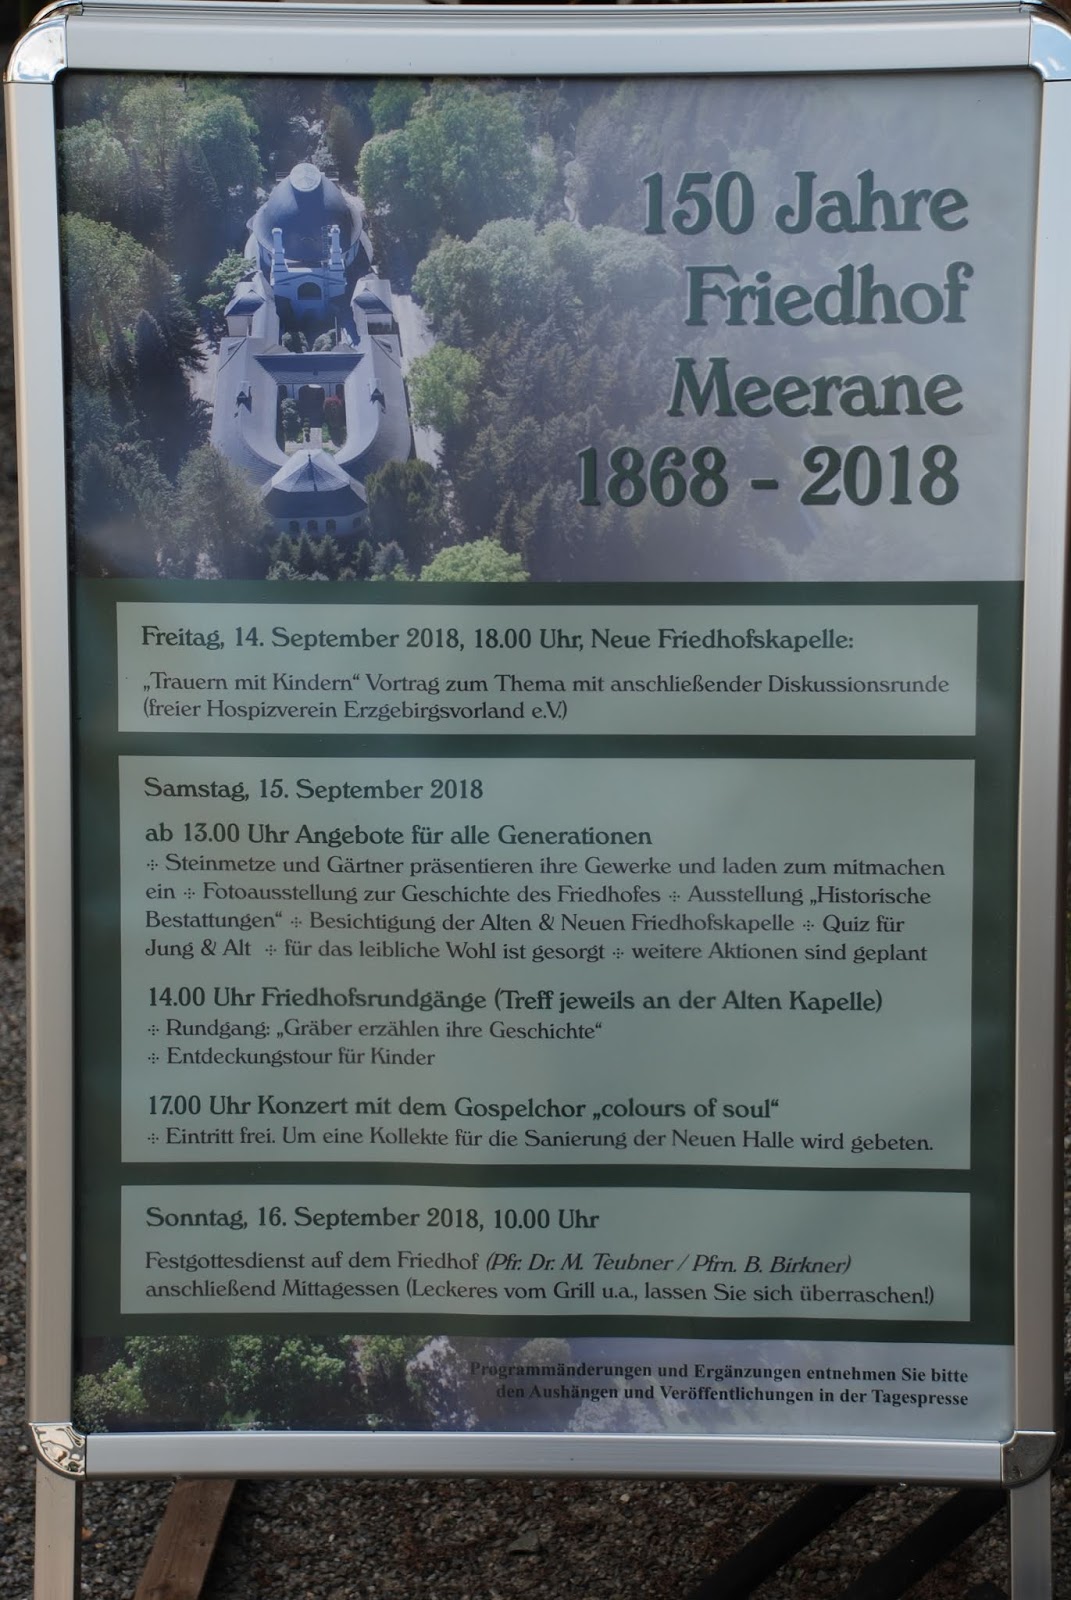 150 Jahre
Friedhof
Meerane
1868 - 2018
Freitag, 14. September 2018, 18.00 Uhr, Neue Friedhofskapelle:
„Trauern mit Kindern“ Vortrag zum Thema mit anschließender Diskussionsrunde
(freier Hospizverein Erzgebirgsvorland e.V.)
Samstag, 15. September 2018
ab 13.00 Uhr Angebote für alle Generationen
⁘ Steinmetze und Gärtner präsentieren ihre Gewerke und laden zum mitmachen
ein ⁘ Fotoausstellung zur Geschichte des Friedhofes ⁘ Ausstellung „Historische
Bestattungen“ ⁘ Besichtigung der Alten & Neuen Friedhofskapelle ⁘ Quiz für
Jung & Alt ⁘ für das leibliche Wohl ist gesorgt ⁘ weitere Aktionen sind geplant
14.00 Uhr Friedhofsrundgänge (Treff jeweils an der Alten Kapelle)
⁘ Rundgang: „Gräber erzählen ihre Geschichte“
⁘ Entdeckungstour für Kinder
17.00 Uhr Konzert mit dem Gospelchor „colours of soul“
⁘ Eintritt frei. Um eine Kollekte für die Sanierung der Neuen Halle wird gebeten.
Sonntag, 16. September 2018, 10.00 Uhr
Festgottesdienst auf dem Friedhof (Pfr. Dr. M. Teubner / Pfrn. B. Birkner)
anschließend Mittagessen (Leckeres vom Grill u.a., lassen Sie sich überraschen!)
Programmänderungen und Ergänzungen entnehmen Sie bitte
den Aushängen und Veröffentlichungen in der Tagespresse